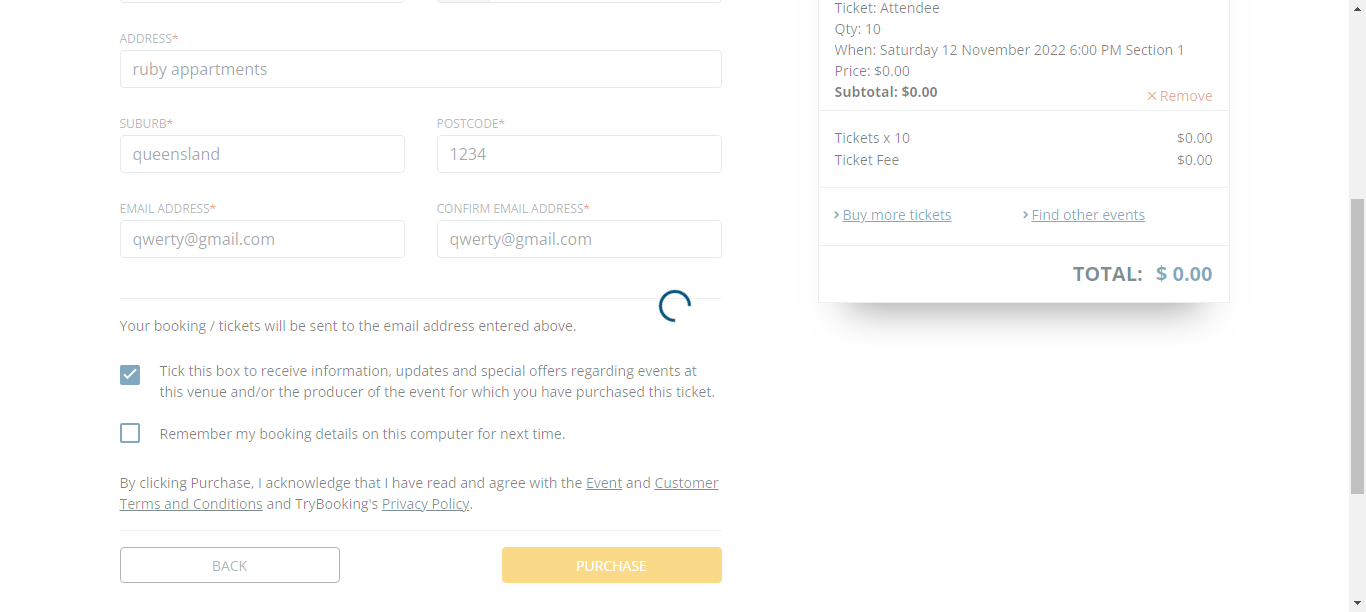 ADDRESS*
ruby appartments
SUBURB*
POSTCODE*
queensland
1234
EMAIL ADDRESS*
CONFIRM EMAIL ADDRESS*
qwerty@gmail.com
qwerty@gmail.com
Your booking / tickets will be sent to the email address entered above.
Tick this box to receive information, updates and special offers regarding events at
this venue and/or the producer of the event for which you have purchased this ticket.
Remember my booking details on this computer for next time.
By clicking Purchase, I acknowledge that I have read and agree with the Event and Customer
Terms and Conditions and TryBooking's Privacy Policy.
BACK
PURCHASE
Ticket: Attendee
Qty: 10
When: Saturday 12 November 2022 6:00 PM Section 1
Price: $0.00
Subtotal: $0.00
× Remove
Tickets x 10 $0.00
Ticket Fee $0.00
› Buy more tickets
› Find other events
TOTAL: $ 0.00